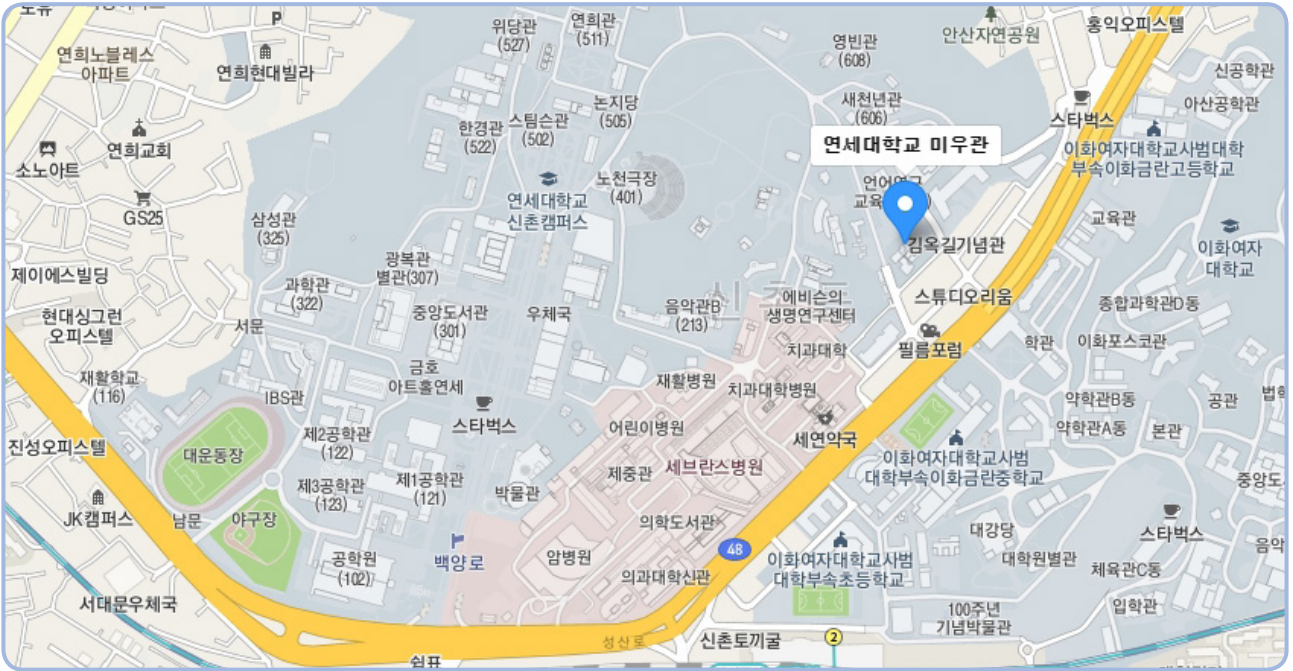 위당관
(527)
연희관
(511)
P
영빈관
(608)
안산자연공원
홍익오피스텔
연희노블레스
아파트
연희현대빌라
신공학관
아산공학관
논지당
(505)
새천년관
(606)
스타벅스
한경관
(522)
스팀슨관
(502)
연희교회
연세대학교 미우관
이화여자대학교사범대학
부속이화금란고등학교
소노아트
노천극장
(401)
연세대학교
신촌캠퍼스
GS25
삼성관
(325)
교육관
김옥길기념관
이화여자
대학교
제이에스빌딩
광복관
별관(307)
과학관
(322)
스튜디오리움
종합과학관D동
에비슨의
생명연구센터
음악관B
(213)
중앙도서관
(301)
우체국
현대싱그런
오피스텔
서문
필름포럼
학관
이화포스코관
치과대학
재활학교
(116)
금호
아트홀연세
재활병원
치과대학병원
IBS관
약학관B동
공관
스타벅스
어린이병원
세연약국
약학관A동
본관
제2공학관
(122)
진성오피스텔
대운동장
제중관
세브란스병원
이화여자대학교사범
대학부속이화금란중학교
제3공학관
(123)
제1공학관
(121)
박물관
JK캠퍼스
남문
야구장
의학도서관
대강당
스타벅스
48
공학원
(102)
백양로
암병원
의과대학신관
이화여자대학교사범
대학부속초등학교
대학원별관
체육관C동
서대문우체국
입학관
100주년
기념박물관
성산로
신촌토끼굴
2
쉼표